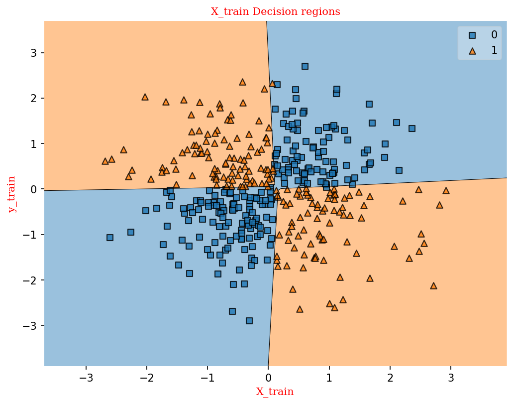 X_train Decision regions
0
1
3
2
1
0
−1
−2
−3
y_train
−3 −2 −1 0 1 2 3
X_train